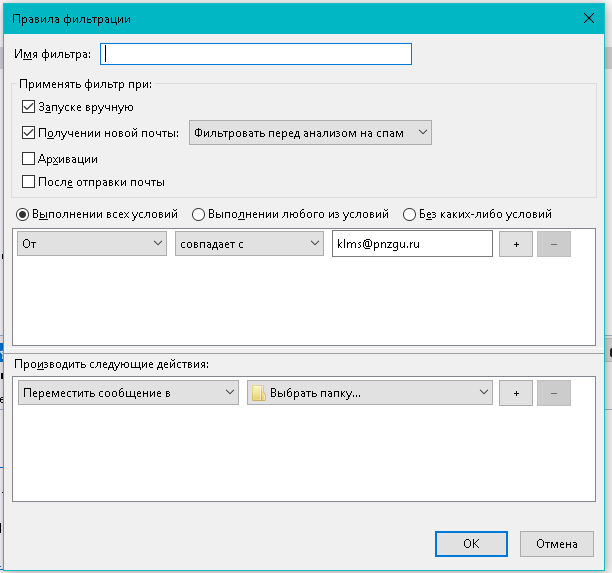 Правила фильтрации
Имя фильтра:
Применять фильтр при:
Запуске вручную
Получении новой почты: Фильтровать перед анализом на спам
Архивации
После отправки почты
Выполнении всех условий Выполнении любого из условий Без каких-либо условий
От совпадает с klms@pnzgu.ru + −
Производить следующие действия:
Переместить сообщение в Выбрать папку... + −
OK Отмена